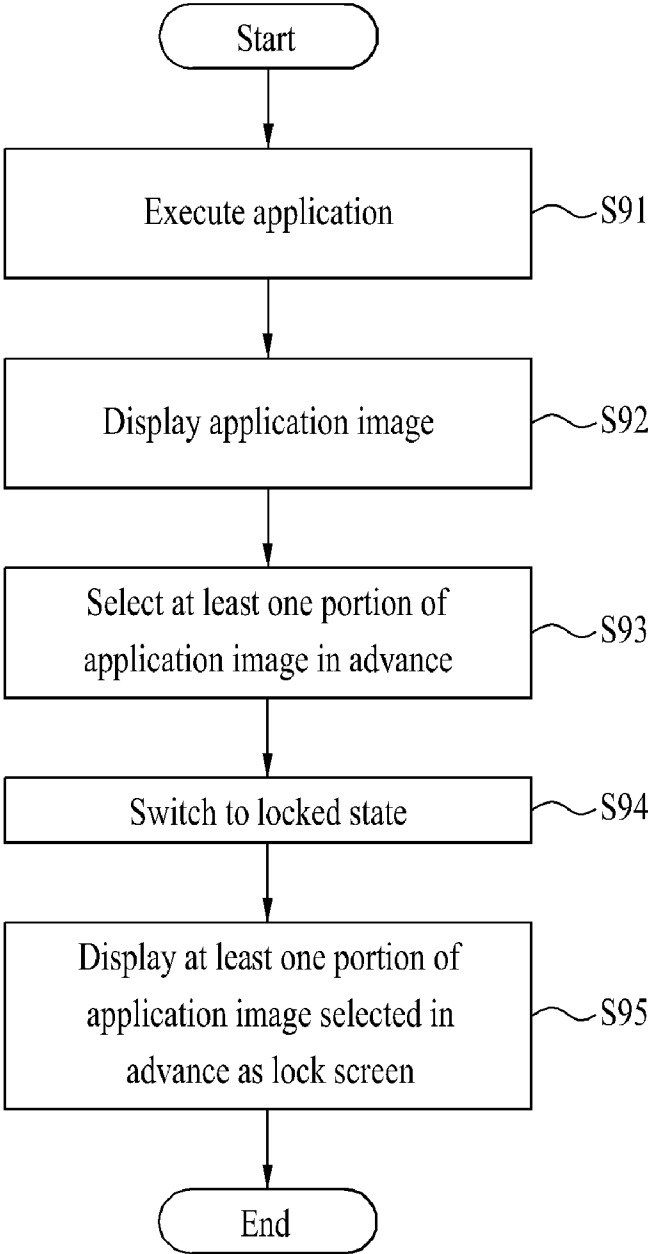 Start
Execute application
S91
Display application image
S92
Select at least one portion of
application image in advance
S93
Switch to locked state
S94
Display at least one portion of
application image selected in
advance as lock screen
S95
End